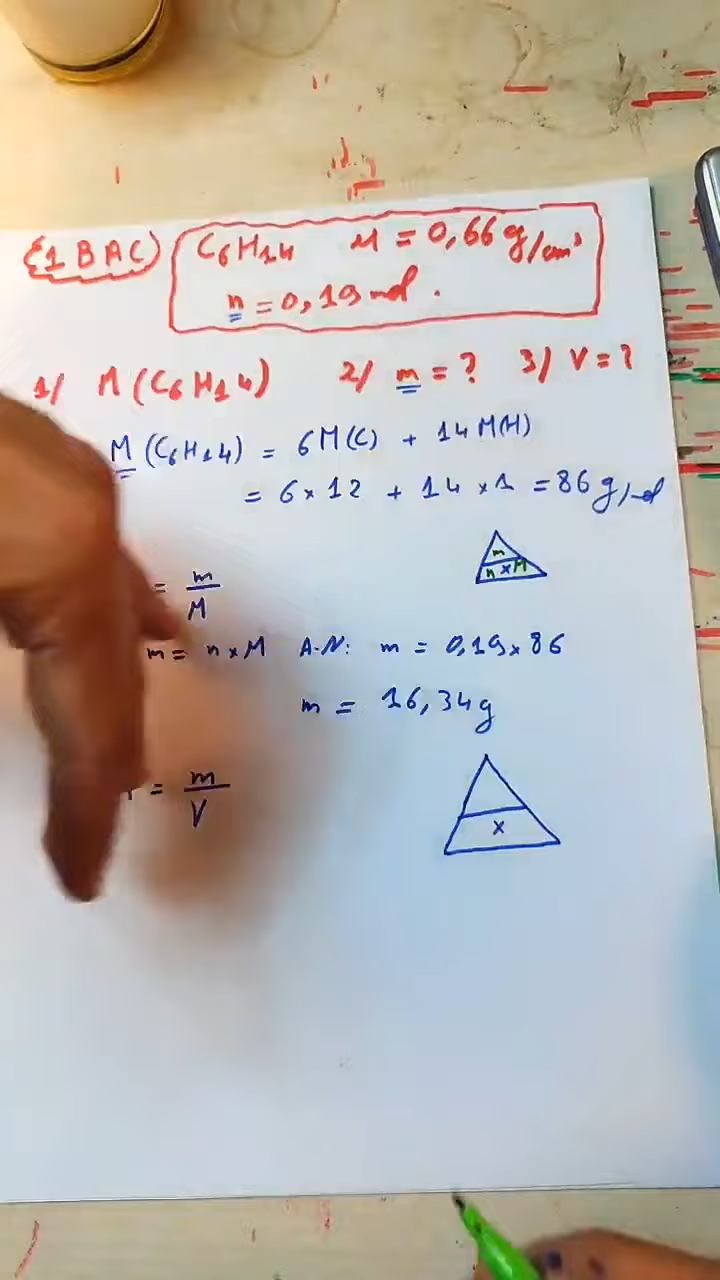 1 BAC
C₆H₁₄ μ = 0,66 g/cm³
n = 0,19 mol.
1/ M(C₆H₁₄) 2/ m = ? 3/ V = ?
M(C₆H₁₄) = 6M(C) + 14M(H)
= 6 × 12 + 14 × 1 = 86 g/mol
m
n × M
= m/M
m = n × M A.N: m = 0,19 × 86
m = 16,34g
= m/V
×